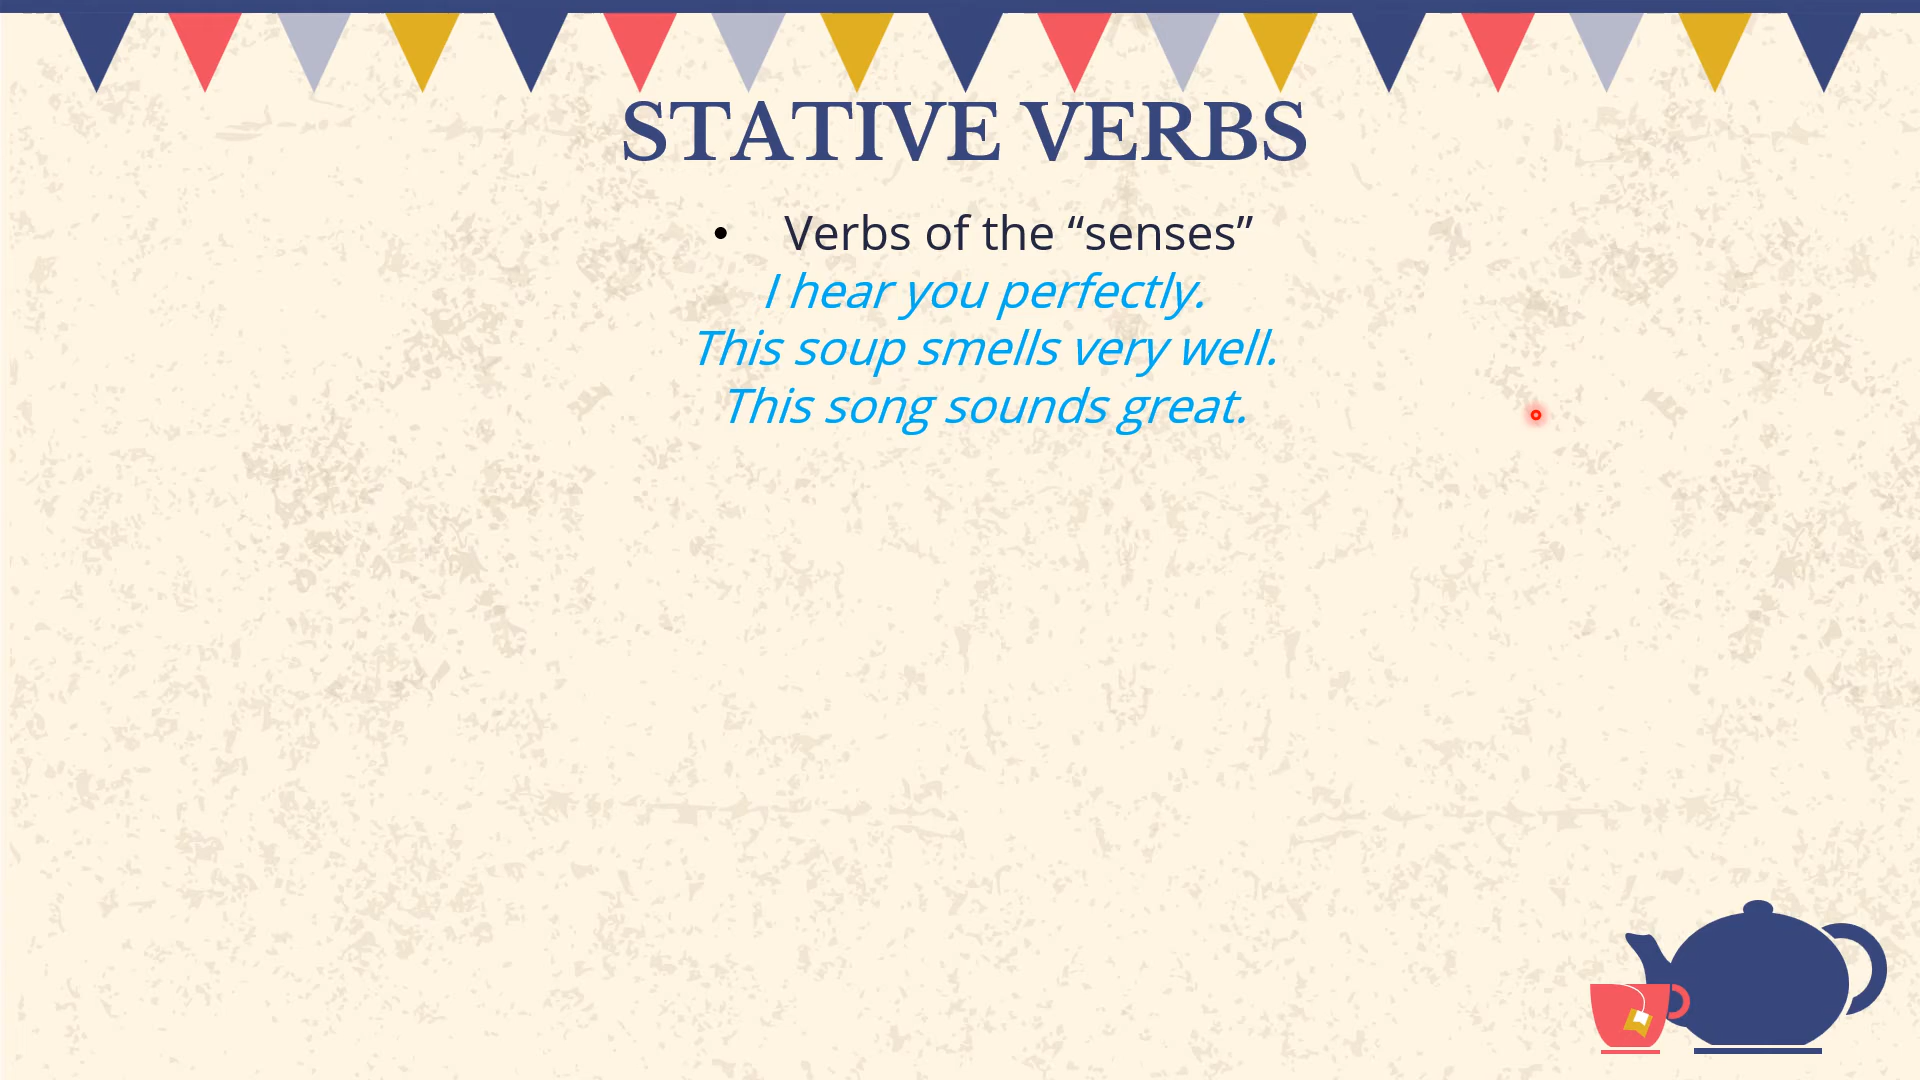 STATIVE VERBS
• Verbs of the “senses”
I hear you perfectly.
This soup smells very well.
This song sounds great.